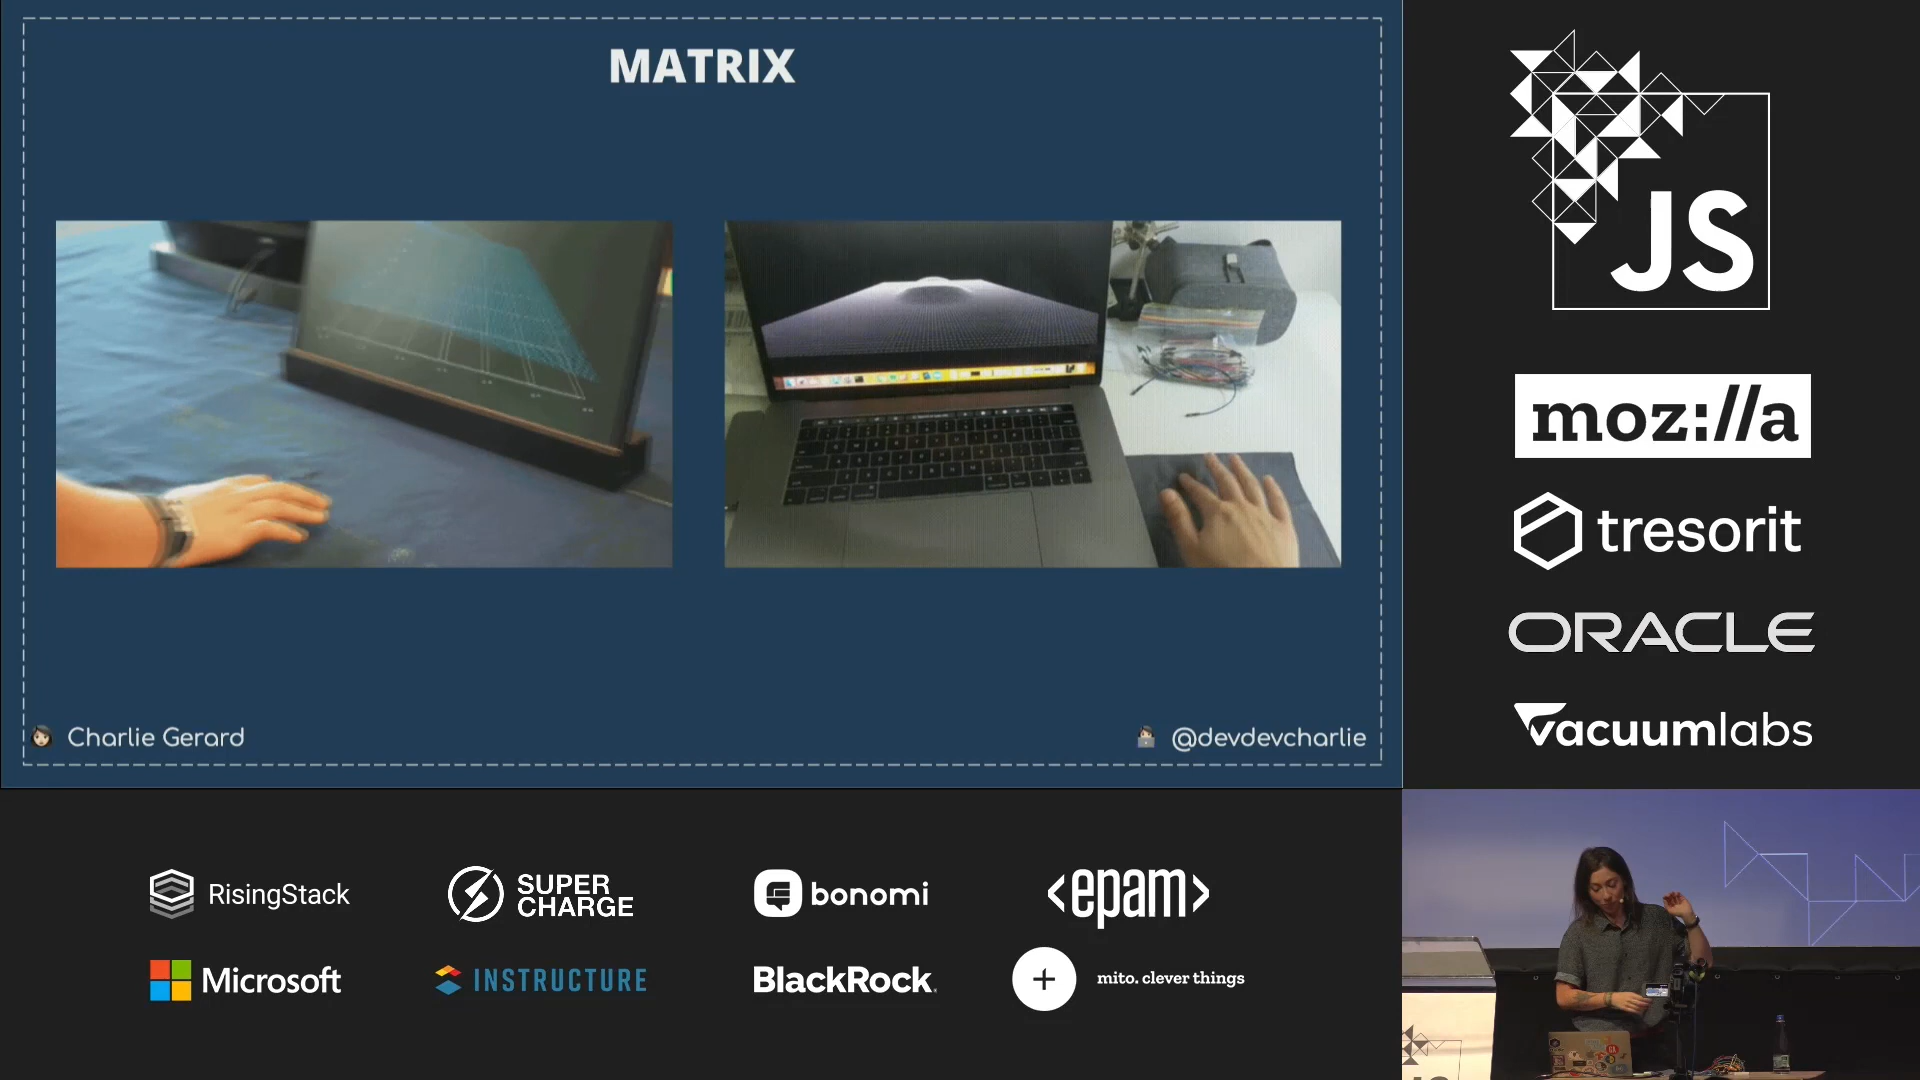 MATRIX
Charlie Gerard
@devdevcharlie
JS
moz://a
tresorit
ORACLE
vacuumlabs
RisingStack
SUPER
CHARGE
bonomi
<epam>
Microsoft
INSTRUCTURE
BlackRock.
+
mito. clever things
JS